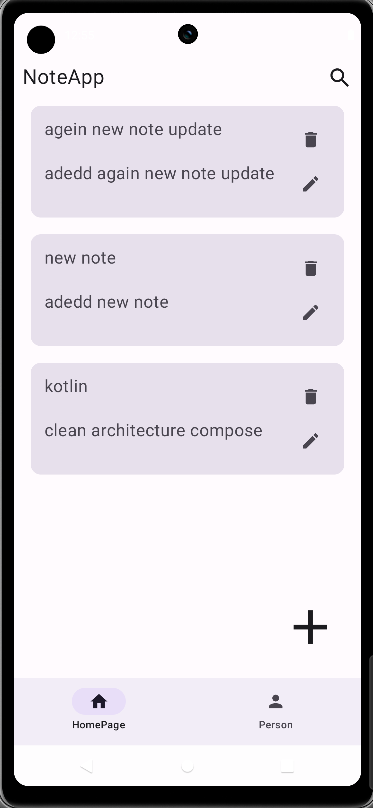 NoteApp
agein new note update
adedd again new note update
new note
adedd new note
kotlin
clean architecture compose
HomePage
Person